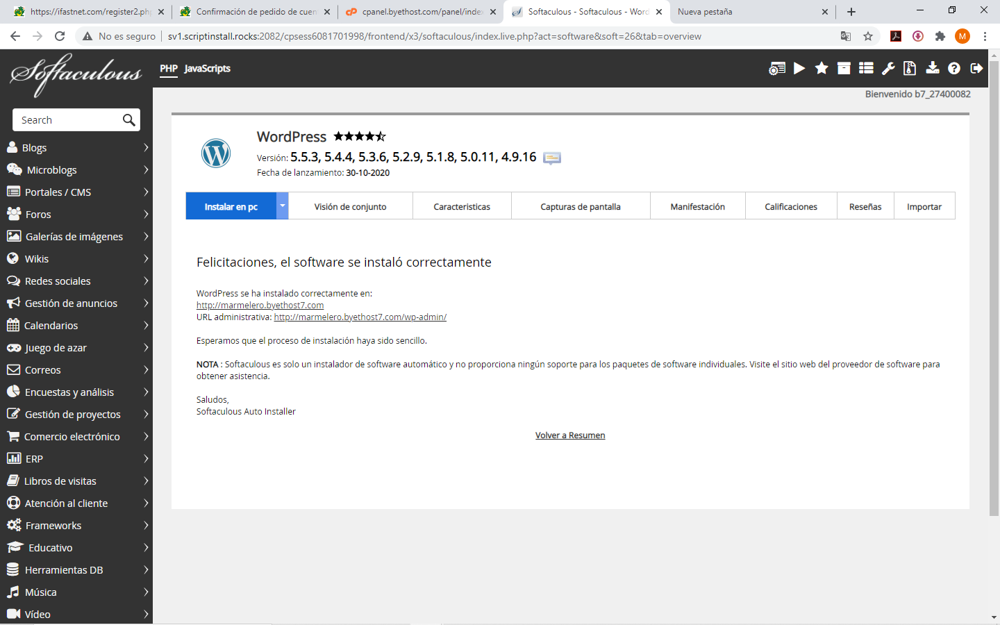 https://ifastnet.com/register2.php
Confirmación de pedido de cuen
cpanel.byethost.com/panel/index
Softaculous - Softaculous - Word
Nueva pestaña
No es seguro
sv1.scriptinstall.rocks:2082/cpsess6081701998/frontend/x3/softaculous/index.live.php?act=software&soft=26&tab=overview
M
Softaculous
PHP
JavaScripts
Bienvenido b7_27400082
Search
Blogs
Microblogs
Portales / CMS
Foros
Galerías de imágenes
Wikis
Redes sociales
Gestión de anuncios
Calendarios
Juego de azar
Correos
Encuestas y análisis
Gestión de proyectos
Comercio electrónico
ERP
Libros de visitas
Atención al cliente
Frameworks
Educativo
Herramientas DB
Música
Vídeo
WordPress
Versión: 5.5.3, 5.4.4, 5.3.6, 5.2.9, 5.1.8, 5.0.11, 4.9.16
Fecha de lanzamiento: 30-10-2020
Instalar en pc
Visión de conjunto
Caracteristicas
Capturas de pantalla
Manifestación
Calificaciones
Reseñas
Importar
Felicitaciones, el software se instaló correctamente
WordPress se ha instalado correctamente en:
http://marmelero.byethost7.com
URL administrativa: http://marmelero.byethost7.com/wp-admin/
Esperamos que el proceso de instalación haya sido sencillo.
NOTA : Softaculous es solo un instalador de software automático y no proporciona ningún soporte para los paquetes de software individuales. Visite el sitio web del proveedor de software para
obtener asistencia.
Saludos,
Softaculous Auto Installer
Volver a Resumen